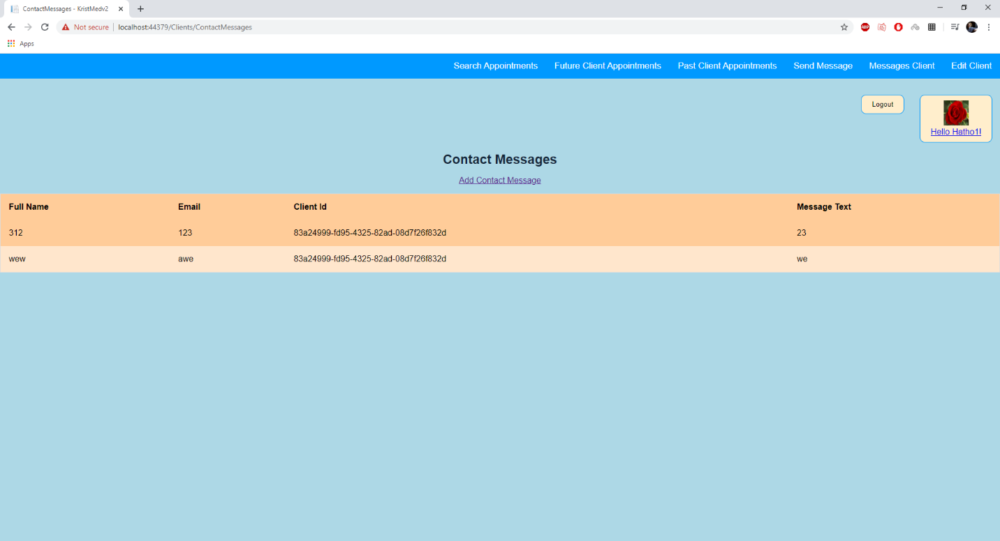 ContactMessages - KristMedv2
Not secure localhost:44379/Clients/ContactMessages
ABP
Apps
Search Appointments Future Client Appointments Past Client Appointments Send Message Messages Client Edit Client
Logout
Hello Hatho1!
Contact Messages
Add Contact Message
Full Name Email Client Id Message Text
312 123 83a24999-fd95-4325-82ad-08d7f26f832d 23
wew awe 83a24999-fd95-4325-82ad-08d7f26f832d we